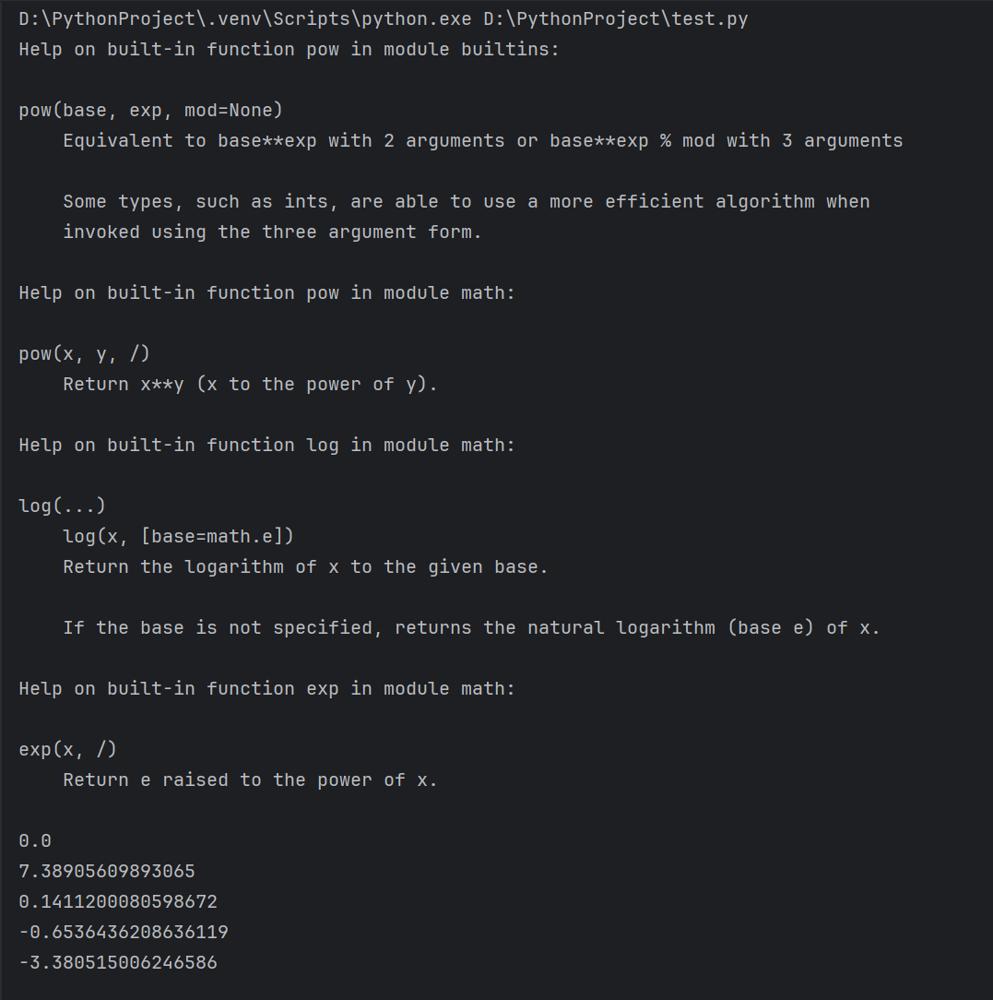 D:\PythonProject\.venv\Scripts\python.exe D:\PythonProject\test.py
Help on built-in function pow in module builtins:

pow(base, exp, mod=None)
    Equivalent to base**exp with 2 arguments or base**exp % mod with 3 arguments

    Some types, such as ints, are able to use a more efficient algorithm when
    invoked using the three argument form.

Help on built-in function pow in module math:

pow(x, y, /)
    Return x**y (x to the power of y).

Help on built-in function log in module math:

log(...)
    log(x, [base=math.e])
    Return the logarithm of x to the given base.

    If the base is not specified, returns the natural logarithm (base e) of x.

Help on built-in function exp in module math:

exp(x, /)
    Return e raised to the power of x.

0.0
7.38905609893065
0.1411200080598672
-0.6536436208636119
-3.380515006246586